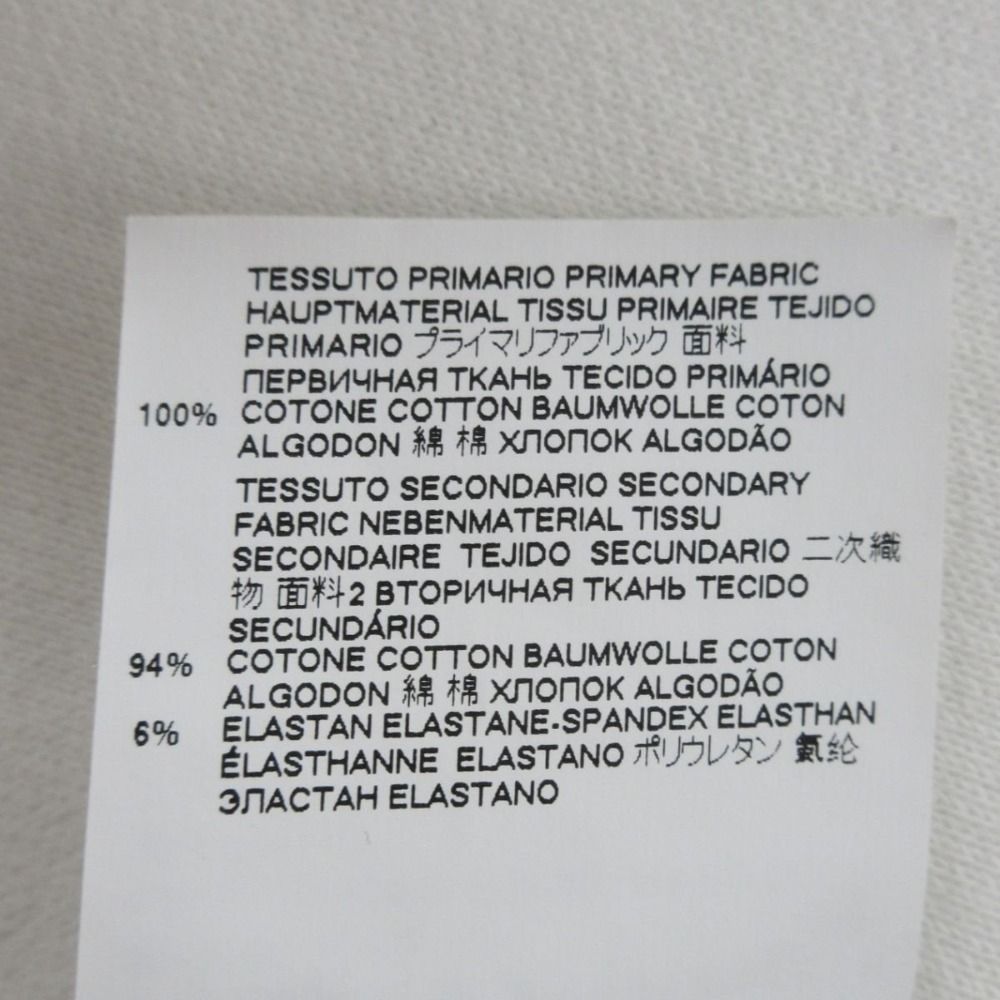 TESSUTO PRIMARIO PRIMARY FABRIC
HAUPTMATERIAL TISSU PRIMAIRE TEJIDO
PRIMARIO プライマリファブリック 面料
ПЕРВИЧНАЯ ТКАНЬ TECIDO PRIMÁRIO
100% COTONE COTTON BAUMWOLLE COTON
ALGODON 綿 棉 ХЛОПОК ALGODÃO
TESSUTO SECONDARIO SECONDARY
FABRIC NEBENMATERIAL TISSU
SECONDAIRE TEJIDO SECUNDARIO 二次織
物 面料2 ВТОРИЧНАЯ ТКАНЬ TECIDO
SECUNDÁRIO
94% COTONE COTTON BAUMWOLLE COTON
ALGODON 綿 棉 ХЛОПОК ALGODÃO
6% ELASTAN ELASTANE-SPANDEX ELASTHAN
ÉLASTHANNE ELASTANO ポリウレタン 氨纶
ЭЛАСТАН ELASTANO